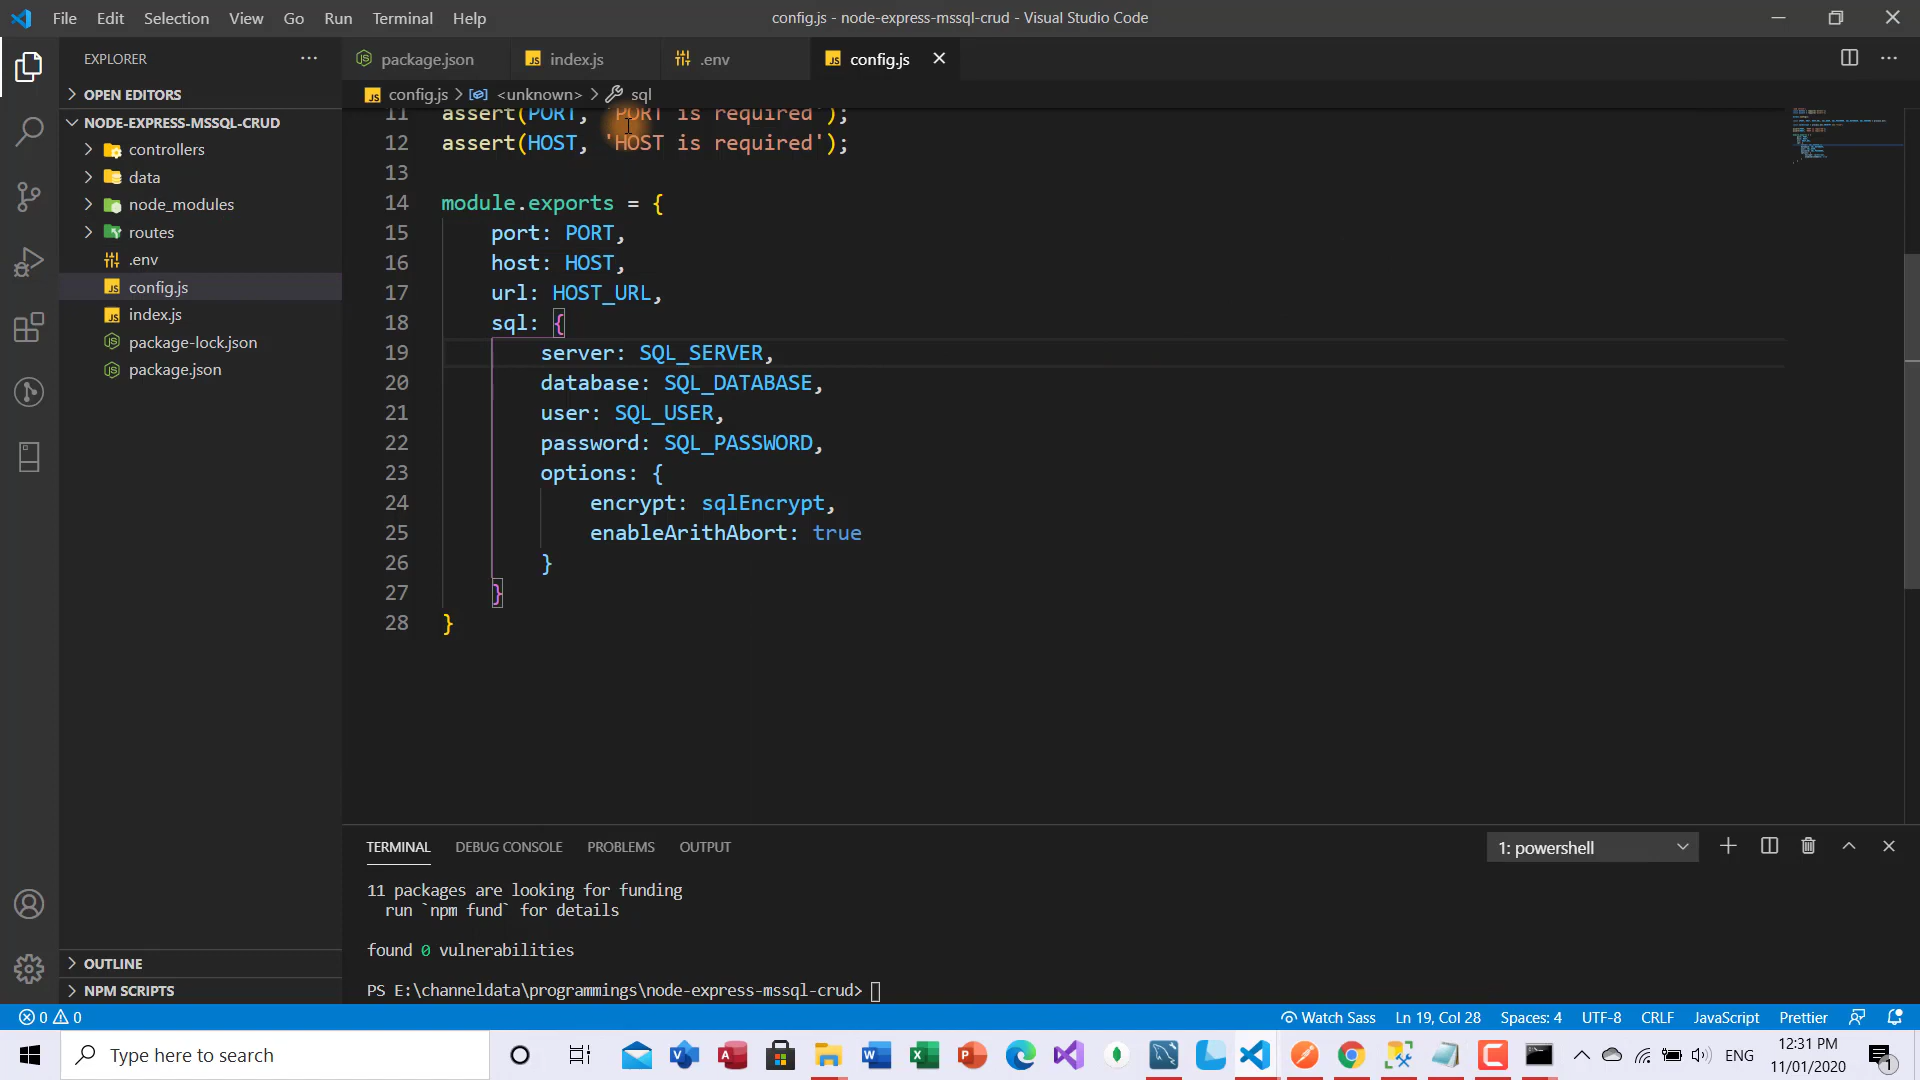 File Edit Selection View Go Run Terminal Help
config.js - node-express-mssql-crud - Visual Studio Code
EXPLORER
package.json
index.js
.env
config.js
OPEN EDITORS
NODE-EXPRESS-MSSQL-CRUD
controllers
data
node_modules
routes
.env
config.js
index.js
package-lock.json
package.json
OUTLINE
NPM SCRIPTS
config.js > <unknown> > sql
11 assert(PORT, 'PORT is required');
12 assert(HOST, 'HOST is required');
13
14 module.exports = {
15 port: PORT,
16 host: HOST,
17 url: HOST_URL,
18 sql: {
19 server: SQL_SERVER,
20 database: SQL_DATABASE,
21 user: SQL_USER,
22 password: SQL_PASSWORD,
23 options: {
24 encrypt: sqlEncrypt,
25 enableArithAbort: true
26 }
27 }
28 }
TERMINAL DEBUG CONSOLE PROBLEMS OUTPUT
1: powershell
11 packages are looking for funding
run `npm fund` for details
found 0 vulnerabilities
PS E:\channeldata\programmings\node-express-mssql-crud>
0 0
Watch Sass Ln 19, Col 28 Spaces: 4 UTF-8 CRLF JavaScript Prettier
Type here to search
ENG
12:31 PM
11/01/2020
1